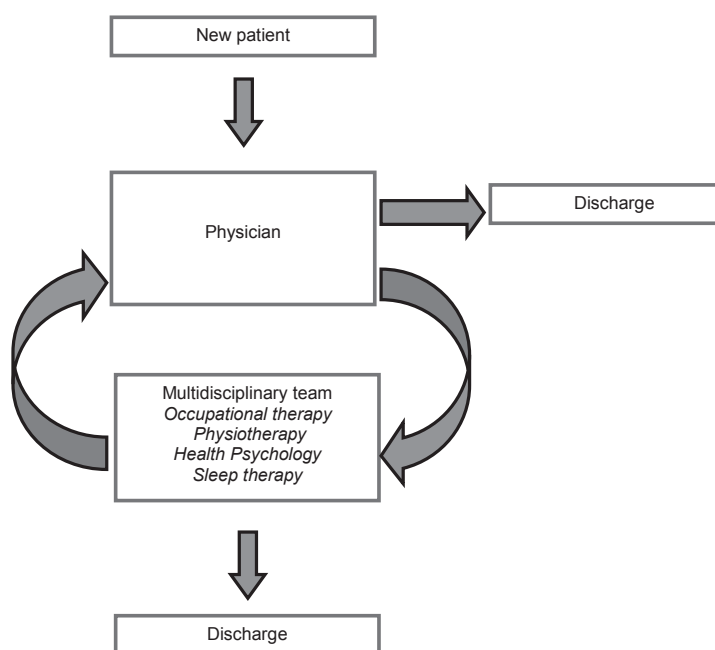 New patient
Physician
Discharge
Multidisciplinary team
Occupational therapy
Physiotherapy
Health Psychology
Sleep therapy
Discharge